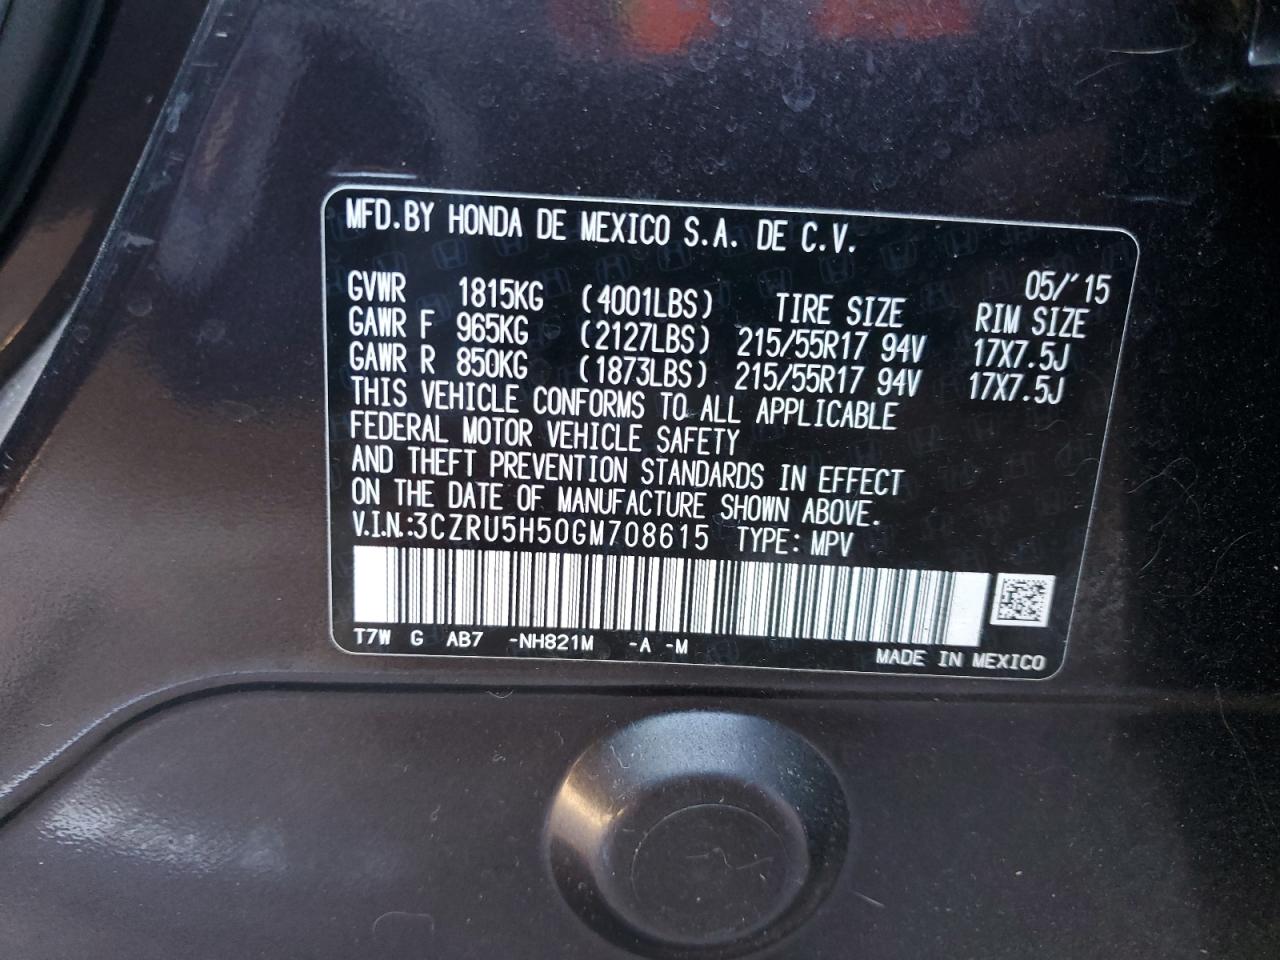 MFD.BY HONDA DE MEXICO S.A. DE C.V.
05/'15
GVWR 1815KG (4001LBS) TIRE SIZE RIM SIZE
GAWR F 965KG (2127LBS) 215/55R17 94V 17X7.5J
GAWR R 850KG (1873LBS) 215/55R17 94V 17X7.5J
THIS VEHICLE CONFORMS TO ALL APPLICABLE
FEDERAL MOTOR VEHICLE SAFETY
AND THEFT PREVENTION STANDARDS IN EFFECT
ON THE DATE OF MANUFACTURE SHOWN ABOVE.
V.I.N.:3CZRU5H50GM708615 TYPE: MPV
T7W G AB7 -NH821M -A -M
MADE IN MEXICO